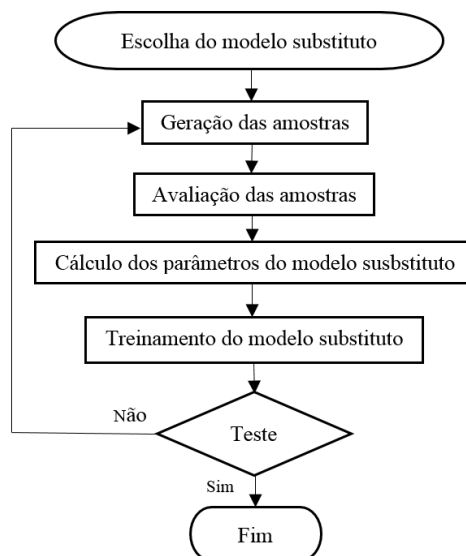 Escolha do modelo substituto
Geração das amostras
Avaliação das amostras
Cálculo dos parâmetros do modelo susbstituto
Treinamento do modelo substituto
Não
Teste
Sim
Fim